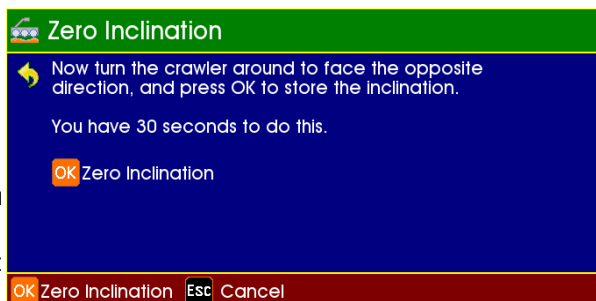 Zero Inclination
Now turn the crawler around to face the opposite
direction, and press OK to store the inclination.
You have 30 seconds to do this.
OK Zero Inclination
OK Zero Inclination Esc Cancel